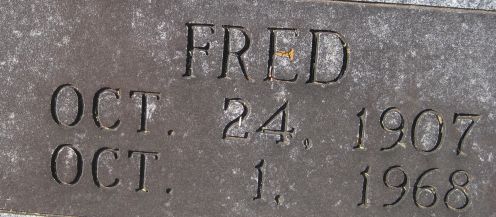 FRED
OCT. 24, 1907
OCT. 1, 1968